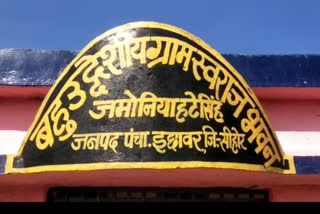 बहुउद्देशीय ग्राम स्वराज भवन
जमोनिया हटेसिंह
जनपद पंचा. इछावर जि:-सीहोर